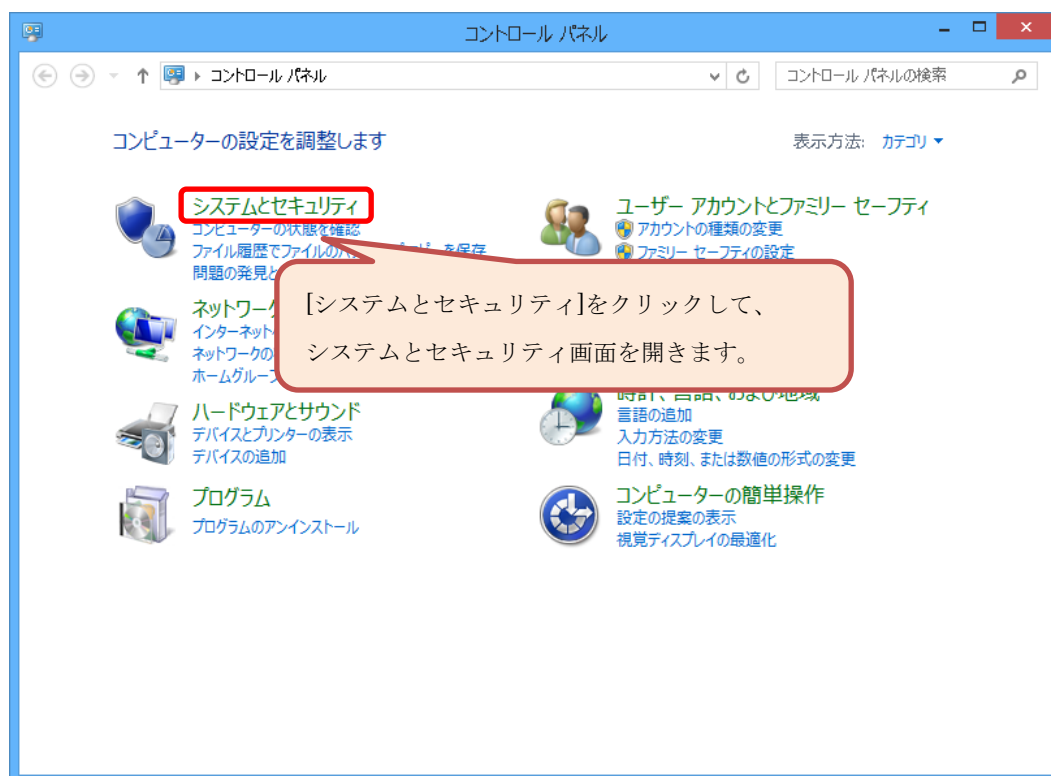 コントロール パネル
コントロール パネル
コントロール パネルの検索
コンピューターの設定を調整します
表示方法: カテゴリ
システムとセキュリティ
コンピューターの状態を確認
ファイル履歴でファイルの
を保存
問題の発見と
ネットワーク
インターネット
ネットワークの
ホームグループ
ハードウェアとサウンド
デバイスとプリンターの表示
デバイスの追加
プログラム
プログラムのアンインストール
ユーザー アカウントとファミリー セーフティ
アカウントの種類の変更
ファミリー セーフティの設定
[システムとセキュリティ]をクリックして、
システムとセキュリティ画面を開きます。
時計、言語、および地域
言語の追加
入力方法の変更
日付、時刻、または数値の形式の変更
コンピューターの簡単操作
設定の提案の表示
視覚ディスプレイの最適化